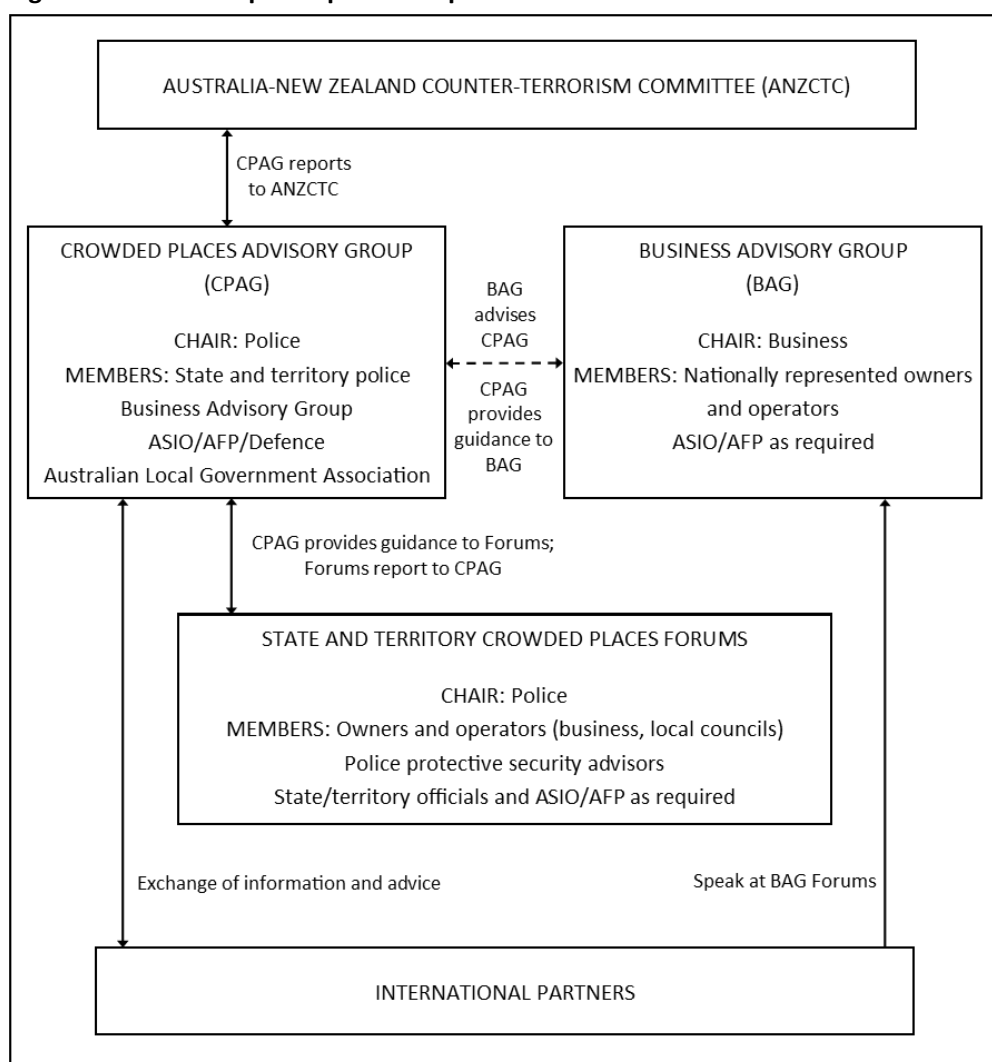 AUSTRALIA-NEW ZEALAND COUNTER-TERRORISM COMMITTEE (ANZCTC)
CPAG reports
to ANZCTC
CROWDED PLACES ADVISORY GROUP
(CPAG)
CHAIR: Police
MEMBERS: State and territory police
Business Advisory Group
ASIO/AFP/Defence
Australian Local Government Association
BAG
advises
CPAG
CPAG
provides
guidance to
BAG
BUSINESS ADVISORY GROUP
(BAG)
CHAIR: Business
MEMBERS: Nationally represented owners
and operators
ASIO/AFP as required
CPAG provides guidance to Forums;
Forums report to CPAG
STATE AND TERRITORY CROWDED PLACES FORUMS
CHAIR: Police
MEMBERS: Owners and operators (business, local councils)
Police protective security advisors
State/territory officials and ASIO/AFP as required
Exchange of information and advice
Speak at BAG Forums
INTERNATIONAL PARTNERS